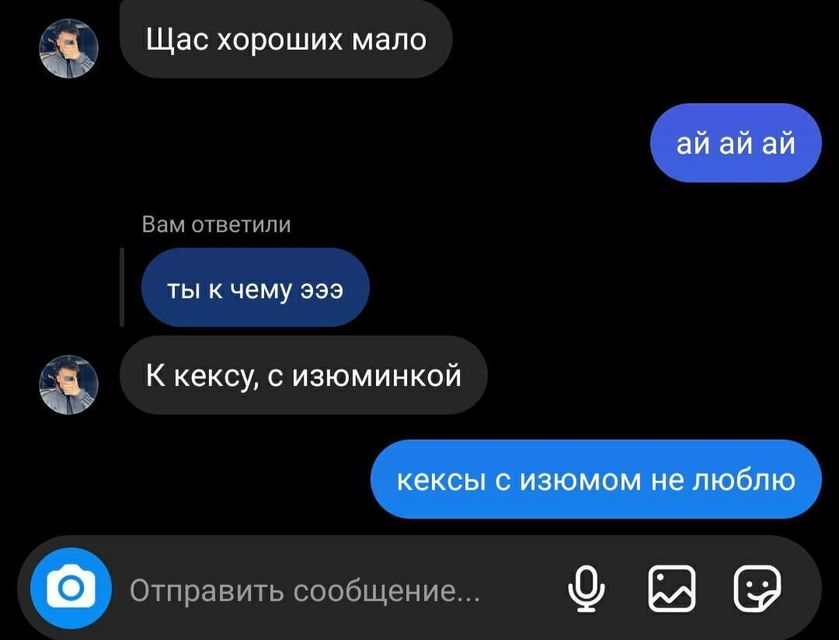 Щас хороших мало
ай ай ай
Вам ответили
ты к чему эээ
К кексу, с изюминкой
кексы с изюмом не люблю
Отправить сообщение...